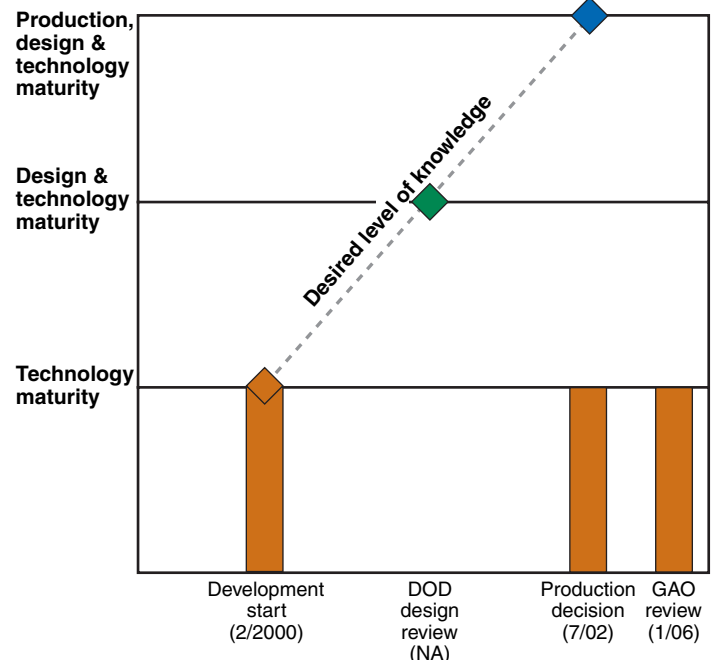 Production,
design &
technology
maturity
Design &
technology
maturity
Technology
maturity
Desired level of knowledge
Development
start
(2/2000)
DOD
design
review
(NA)
Production
decision
(7/02)
GAO
review
(1/06)